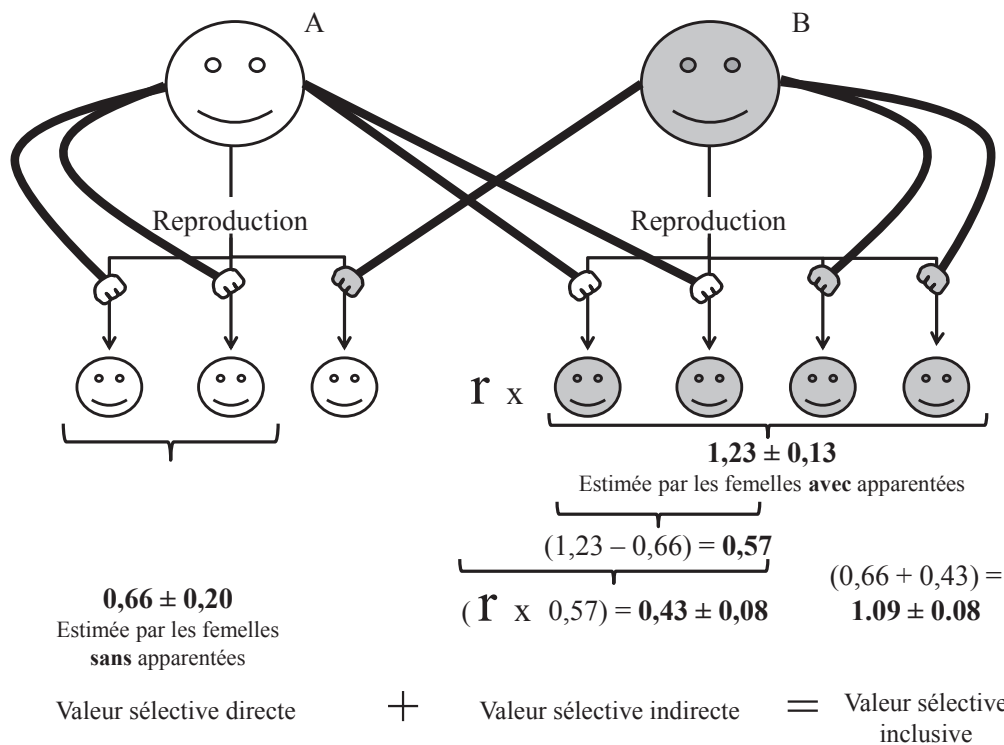 A
B
Reproduction
Reproduction
r x
1,23 ± 0,13
Estimée par les femelles avec apparentées
(1,23 – 0,66) = 0,57
(0,66 + 0,43) =
0,66 ± 0,20
( r x 0,57) = 0,43 ± 0,08
1.09 ± 0.08
Estimée par les femelles
sans apparentées
Valeur sélective directe + Valeur sélective indirecte = Valeur sélective
inclusive